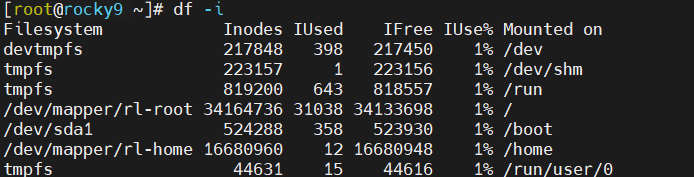 [root@rocky9 ~]# df -i
Filesystem Inodes IUsed IFree IUse% Mounted on
devtmpfs 217848 398 217450 1% /dev
tmpfs 223157 1 223156 1% /dev/shm
tmpfs 819200 643 818557 1% /run
/dev/mapper/rl-root 34164736 31038 34133698 1% /
/dev/sda1 524288 358 523930 1% /boot
/dev/mapper/rl-home 16680960 12 16680948 1% /home
tmpfs 44631 15 44616 1% /run/user/0